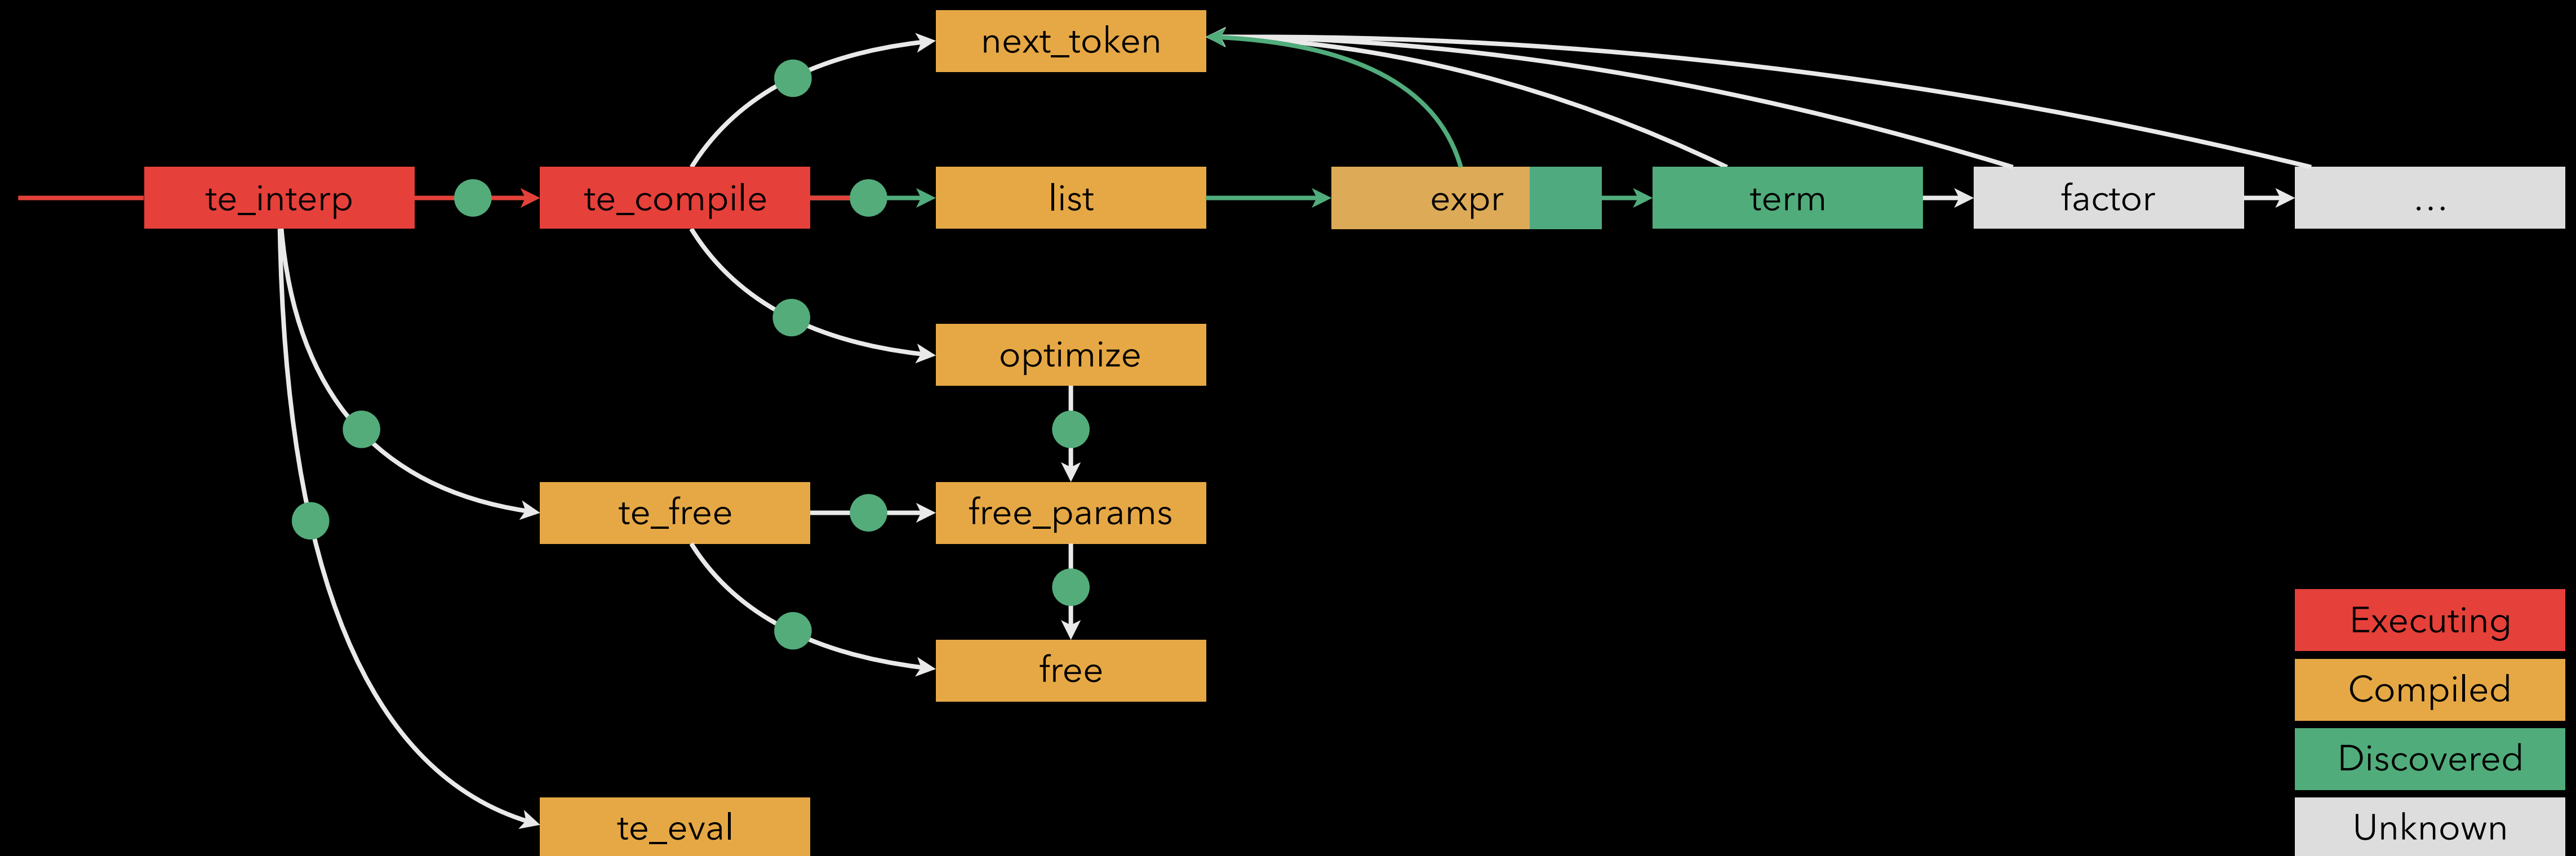 next_token
te_interp
te_compile
list
expr
term
factor
...
optimize
te_free
free_params
free
te_eval
Executing
Compiled
Discovered
Unknown